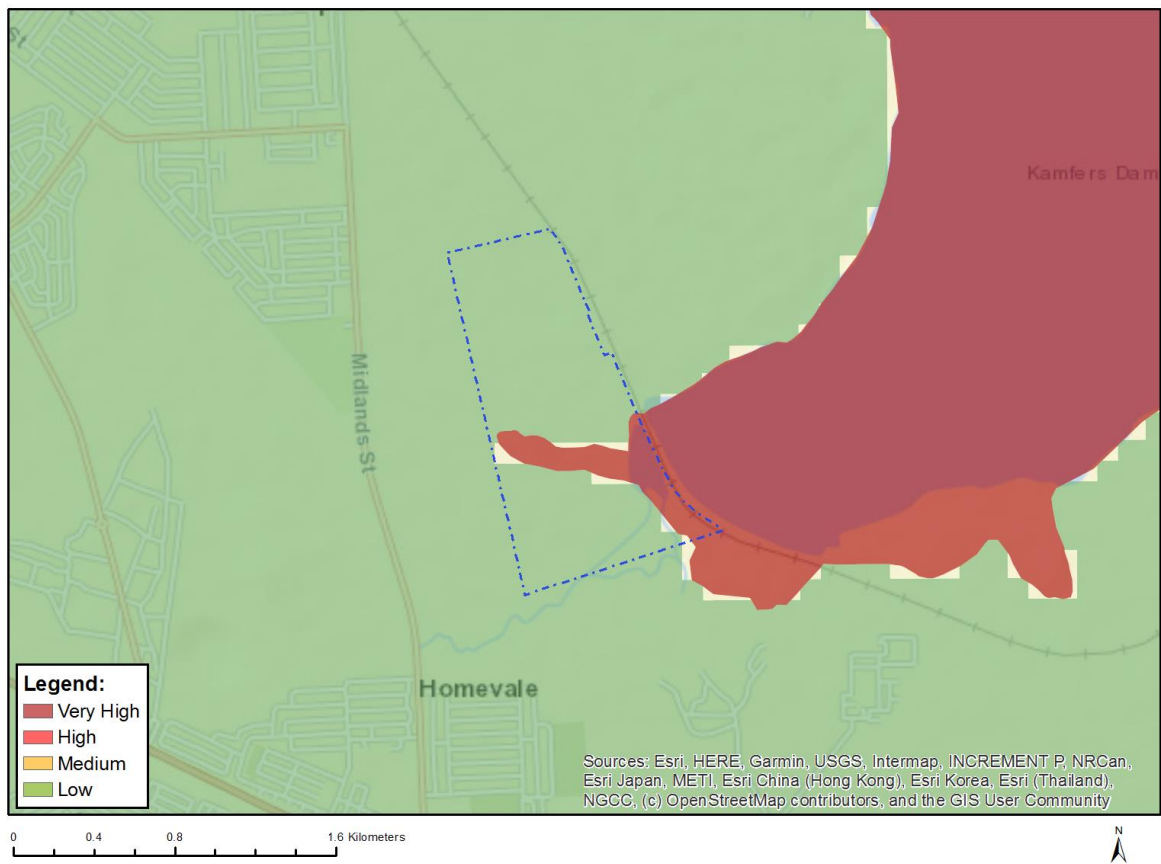 st
Kamfers Dam
Midlands St
Homevale
Legend:
Very High
High
Medium
Low
Sources: Esri, HERE, Garmin, USGS, Intermap, INCREMENT P, NRCan,
Esri Japan, METI, Esri China (Hong Kong), Esri Korea, Esri (Thailand),
NGCC, (c) OpenStreetMap contributors, and the GIS User Community
0 0.4 0.8 1.6 Kilometers
N